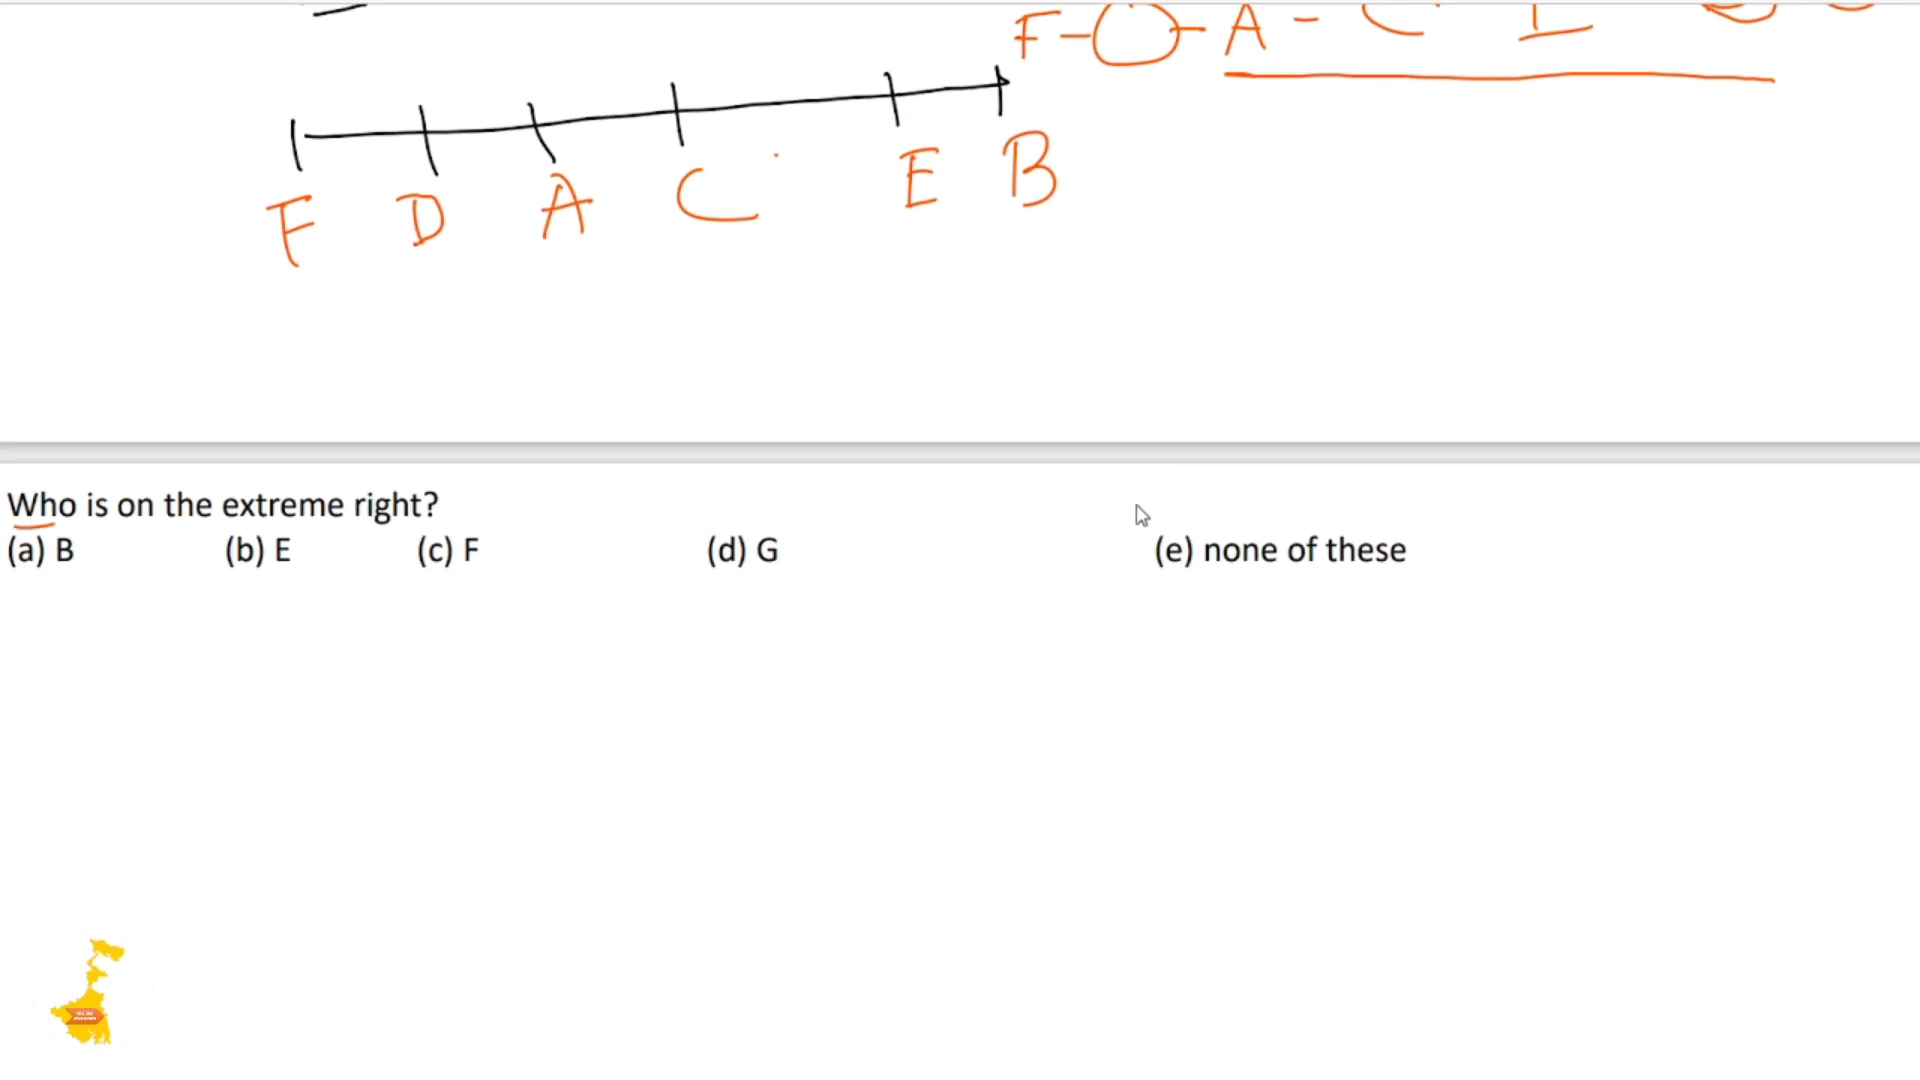 F-O-A-
F D A C E B
Who is on the extreme right?
(a) B (b) E (c) F (d) G (e) none of these